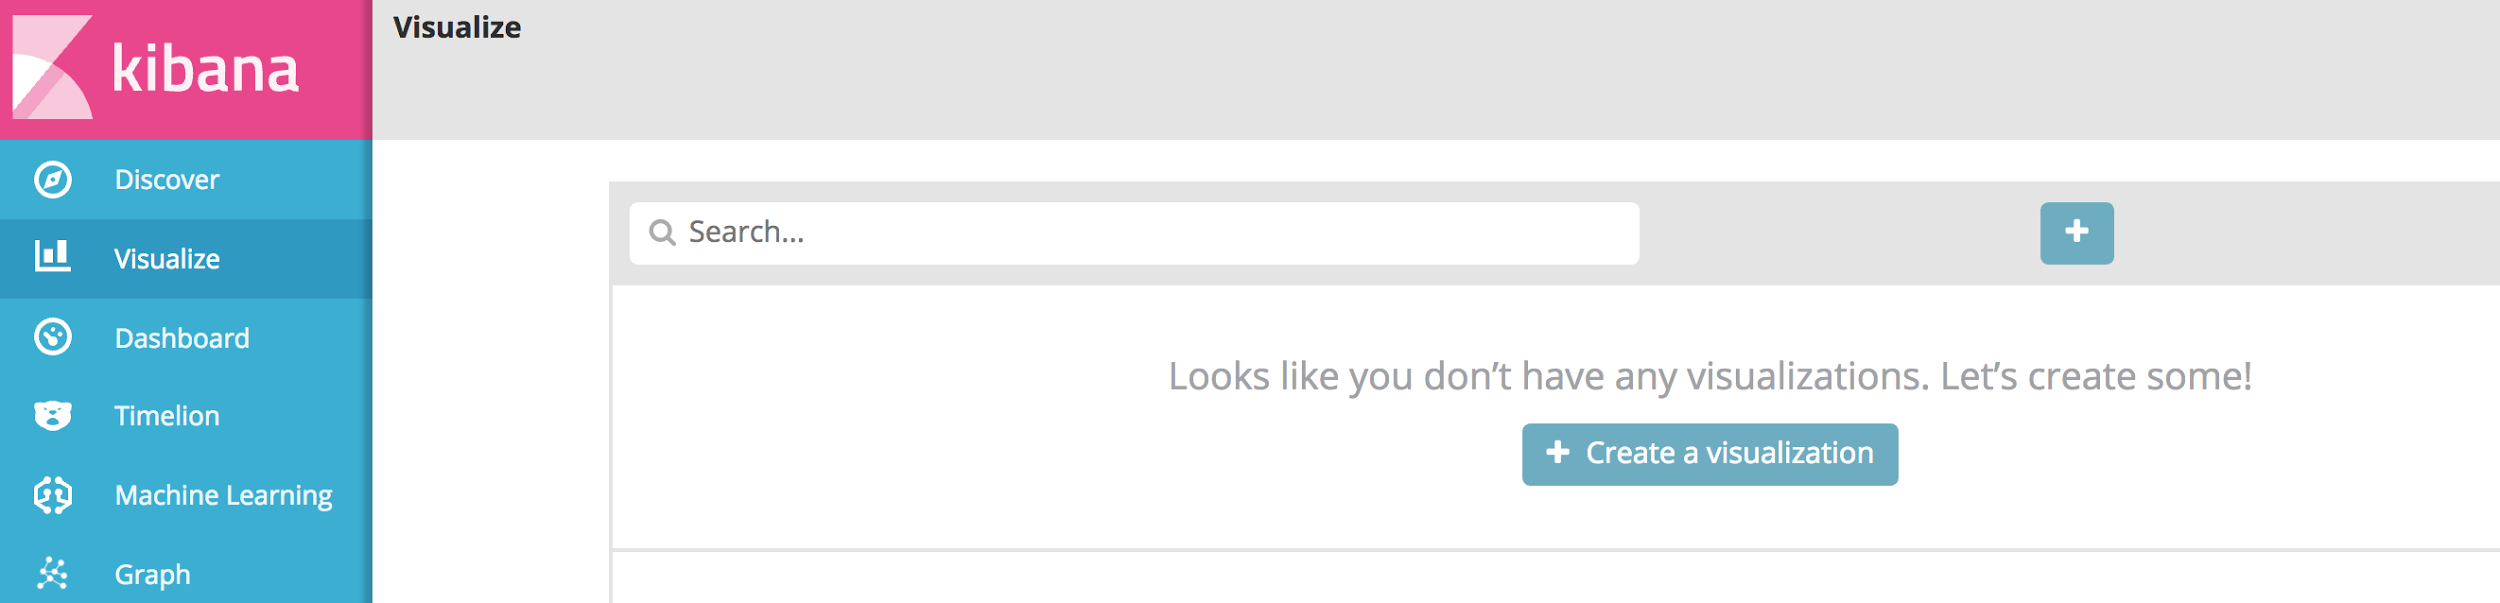 kibana
Discover
Visualize
Dashboard
Timelion
Machine Learning
Graph
Visualize
Search...
Looks like you don’t have any visualizations. Let’s create some!
Create a visualization